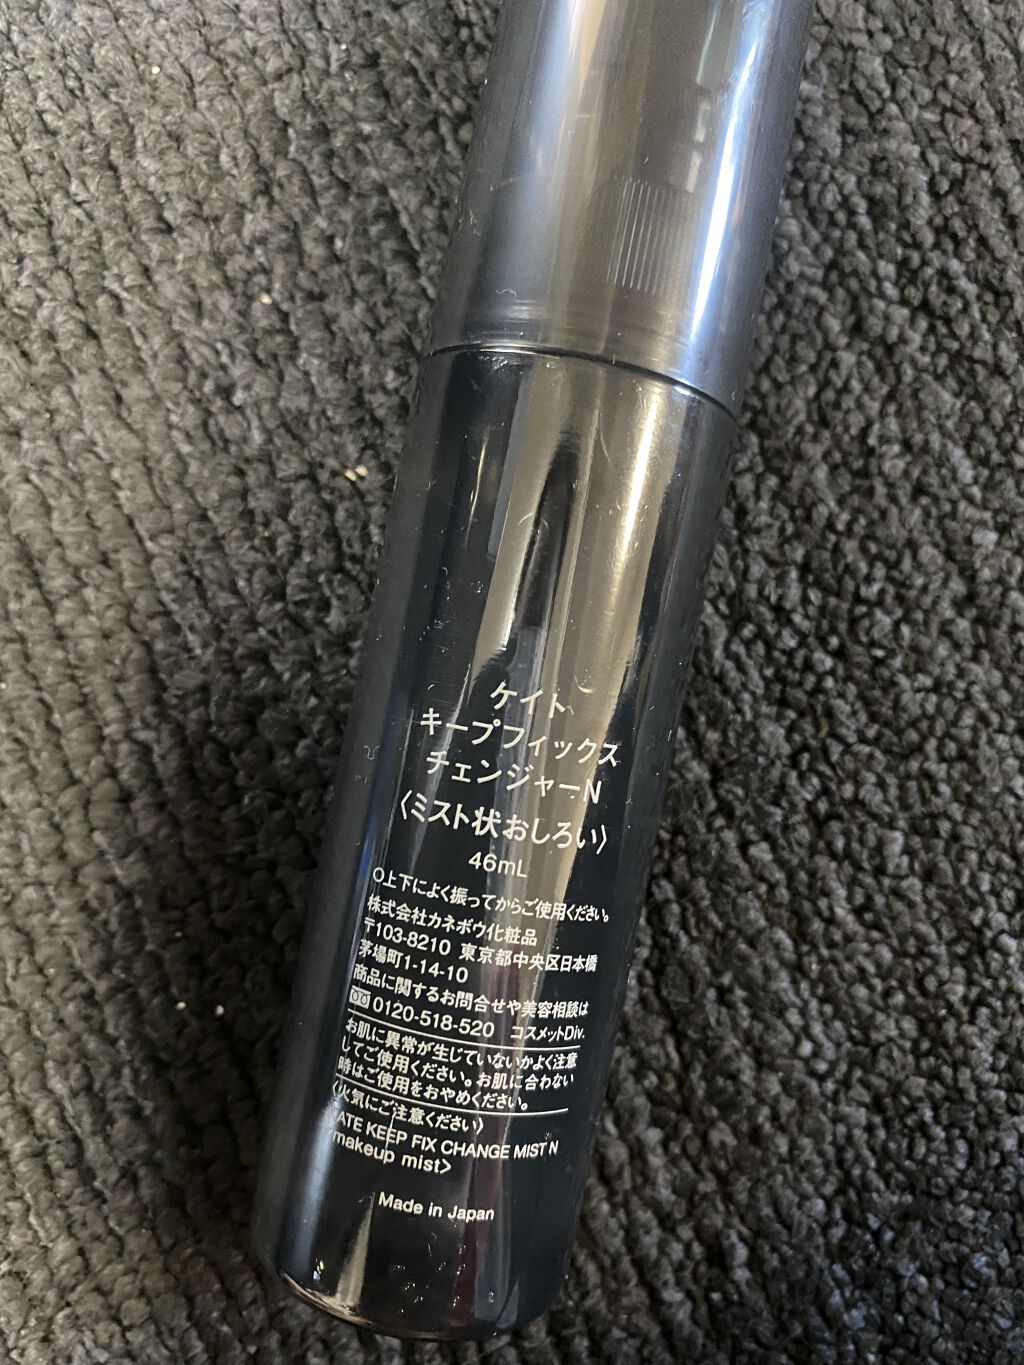 ケイト
キープフィックス
チェンジャーN
〈ミスト状おしろい〉
46mL
○上下によく振ってからご使用ください。
株式会社カネボウ化粧品
〒103-8210 東京都中央区日本橋
茅場町1-14-10
商品に関するお問合せや美容相談は
0120-518-520 コスメットDiv.
お肌に異常が生じていないかよく注意
してご使用ください。お肌に合わない
時はご使用をおやめください。
〈火気にご注意ください〉
ATE KEEP FIX CHANGE MIST N
makeup mist>
Made in Japan